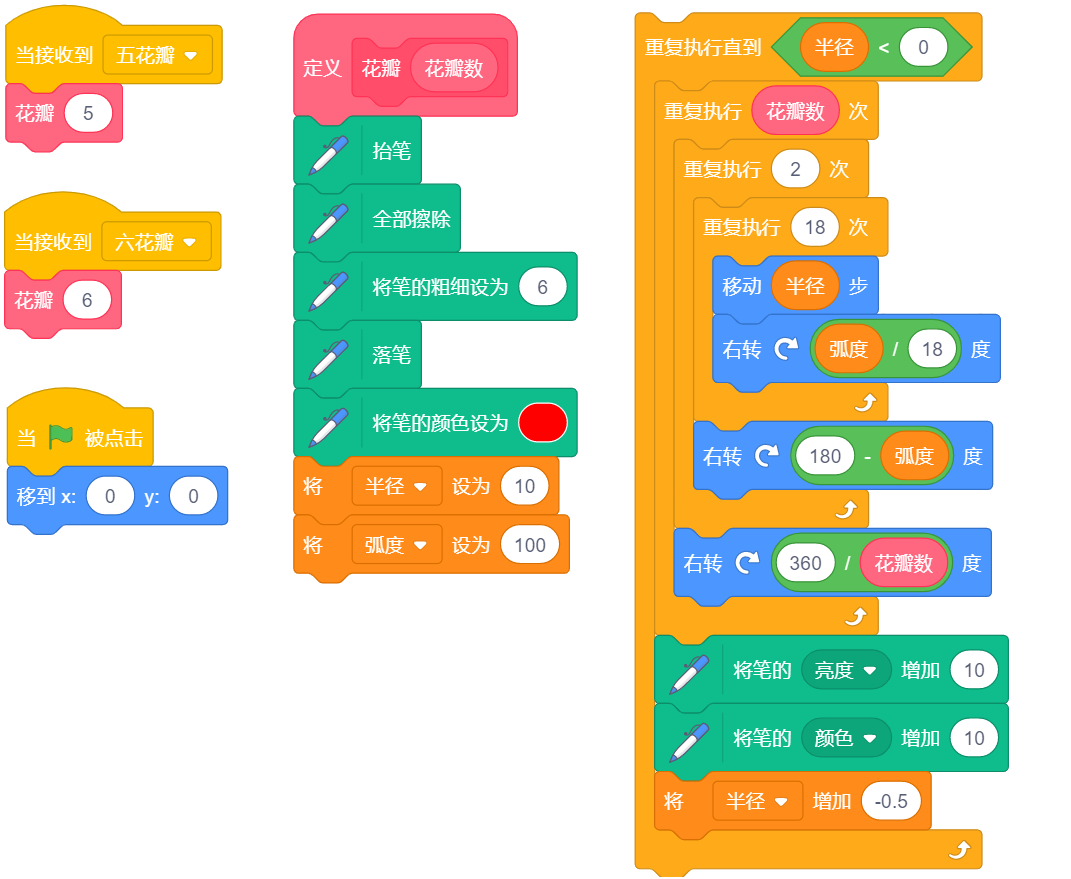 当接收到 五花瓣
花瓣 5
当接收到 六花瓣
花瓣 6
当 被点击
移到 x: 0 y: 0
定义 花瓣 花瓣数
抬笔
全部擦除
将笔的粗细设为 6
落笔
将笔的颜色设为
将 半径 设为 10
将 弧度 设为 100
重复执行直到 半径 < 0
重复执行 花瓣数 次
重复执行 2 次
重复执行 18 次
移动 半径 步
右转 弧度 / 18 度
右转 180 - 弧度 度
右转 360 / 花瓣数 度
将笔的 亮度 增加 10
将笔的 颜色 增加 10
将 半径 增加 -0.5